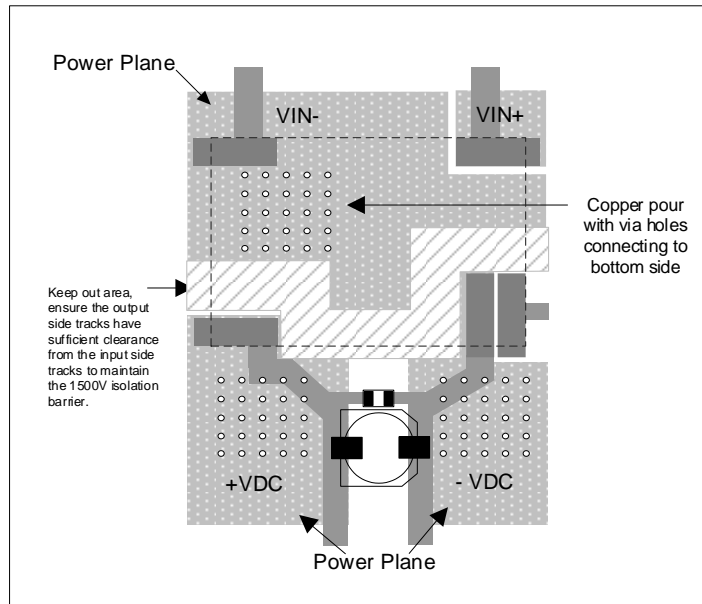 Power Plane
VIN-
VIN+
Copper pour
with via holes
connecting to
bottom side
Keep out area,
ensure the output
side tracks have
sufficient clearance
from the input side
tracks to maintain
the 1500V isolation
barrier.
+VDC
- VDC
Power Plane